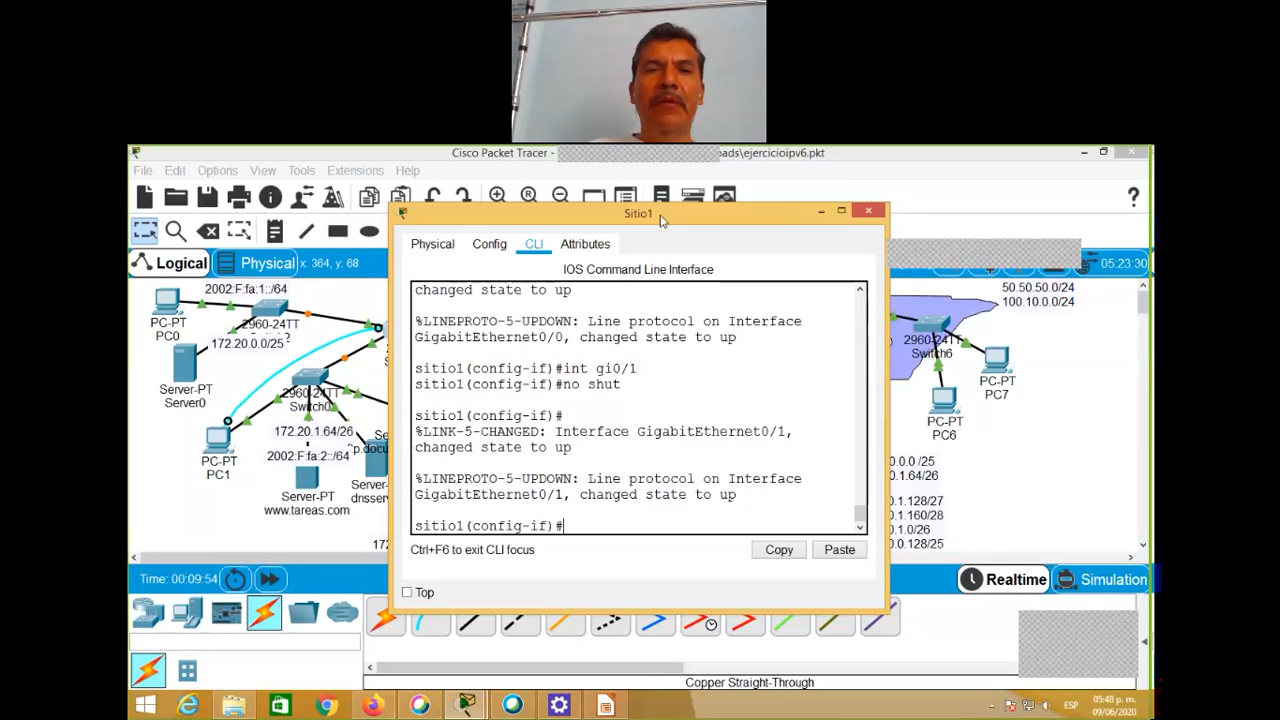 Cisco Packet Tracer -
oads\ejercicioipv6.pkt
File Edit Options View Tools Extensions Help
?
Sitio1
Physical Config CLI Attributes
Logical
Physical x: 364, y: 68
05:23:30
IOS Command Line Interface
changed state to up
%LINEPROTO-5-UPDOWN: Line protocol on Interface
GigabitEthernet0/0, changed state to up
sitio1(config-if)#int gi0/1
sitio1(config-if)#no shut
sitio1(config-if)#
%LINK-5-CHANGED: Interface GigabitEthernet0/1,
changed state to up
%LINEPROTO-5-UPDOWN: Line protocol on Interface
GigabitEthernet0/1, changed state to up
sitio1(config-if)#
Ctrl+F6 to exit CLI focus
Copy
Paste
Top
2002:F:fa:1::/64
PC-PT
PC0
2960-24TT
172.20.0.0/25
Server-PT
Server0
2960-24TT
Switch0
172.20.1.64/26
PC-PT
PC1
2002:F:fa:2::/64
Server-PT
www.tareas.com
p.docu
Server-
dnsserv
172
50.50.50.0/24
100.10.0.0/24
2960-24TT
Switch6
PC-PT
PC7
PC-PT
PC6
0.0.0 /25
0.1.64/26
0.1.128/27
0.1.160/28
0.1.0/26
0.0.128/25
Time: 00:09:54
Realtime
Simulation
Copper Straight-Through
ESP
05:48 p. m.
09/06/2020